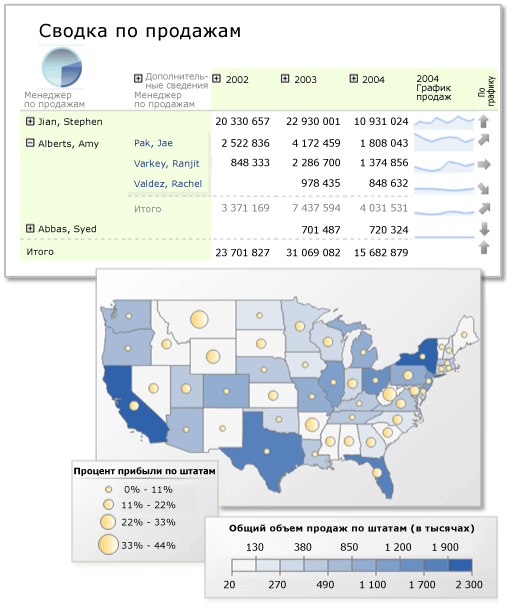 Сводка по продажам
Менеджер
по продажам
Дополнитель-
ные сведения
Менеджер
по продажам
2002
2003
2004
2004
График
продаж
По
графику
Jian, Stephen 20 330 657 22 930 001 10 931 024
Alberts, Amy Pak, Jae 2 522 836 4 172 459 1 808 043
Varkey, Ranjit 848 333 2 286 700 1 374 856
Valdez, Rachel 978 435 848 632
Итого 3 371 169 7 437 594 4 031 531
Abbas, Syed 701 487 720 324
Итого 23 701 827 31 069 082 15 682 879
Процент прибыли по штатам
0% - 11%
11% - 22%
22% - 33%
33% - 44%
Общий объем продаж по штатам (в тысячах)
130 380 850 1 200 1 900
20 270 490 1 100 1 700 2 300